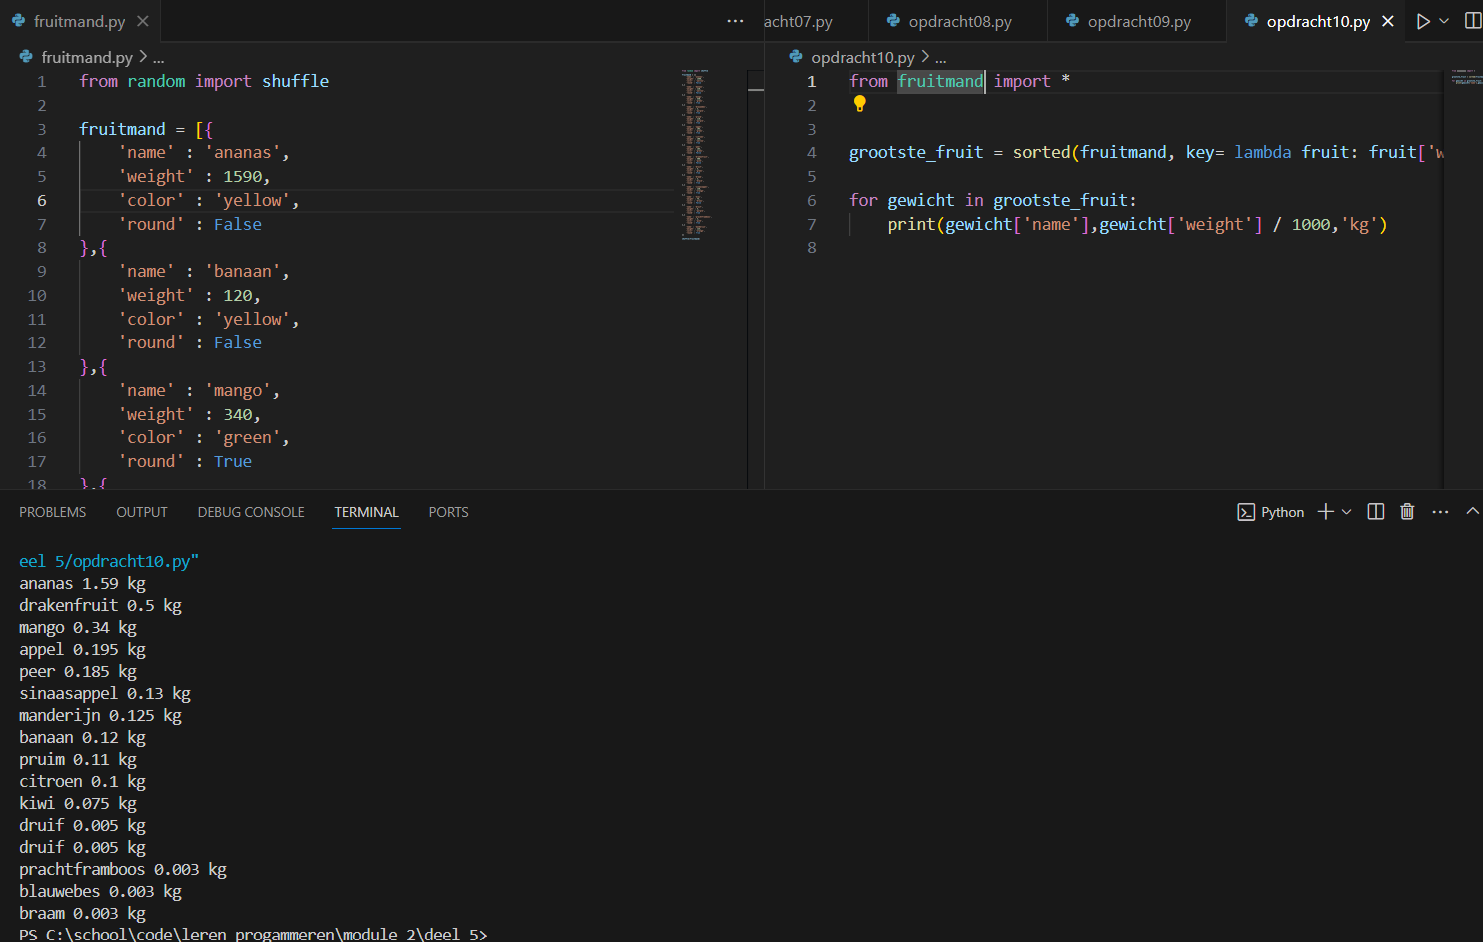 fruitmand.py
fruitmand.py > ...
1 from random import shuffle
2
3 fruitmand = [{
4 'name' : 'ananas',
5 'weight' : 1590,
6 'color' : 'yellow',
7 'round' : False
8 },{
9 'name' : 'banaan',
10 'weight' : 120,
11 'color' : 'yellow',
12 'round' : False
13 },{
14 'name' : 'mango',
15 'weight' : 340,
16 'color' : 'green',
17 'round' : True
18 },{
acht07.py opdracht08.py opdracht09.py opdracht10.py
opdracht10.py > ...
1 from fruitmand import *
2
3
4 grootste_fruit = sorted(fruitmand, key= lambda fruit: fruit['w
5
6 for gewicht in grootste_fruit:
7 print(gewicht['name'],gewicht['weight'] / 1000,'kg')
8
PROBLEMS OUTPUT DEBUG CONSOLE TERMINAL PORTS Python
eel 5/opdracht10.py"
ananas 1.59 kg
drakenfruit 0.5 kg
mango 0.34 kg
appel 0.195 kg
peer 0.185 kg
sinaasappel 0.13 kg
manderijn 0.125 kg
banaan 0.12 kg
pruim 0.11 kg
citroen 0.1 kg
kiwi 0.075 kg
druif 0.005 kg
druif 0.005 kg
prachtframboos 0.003 kg
blauwebes 0.003 kg
braam 0.003 kg
PS C:\school\code\leren progammeren\module 2\deel 5>